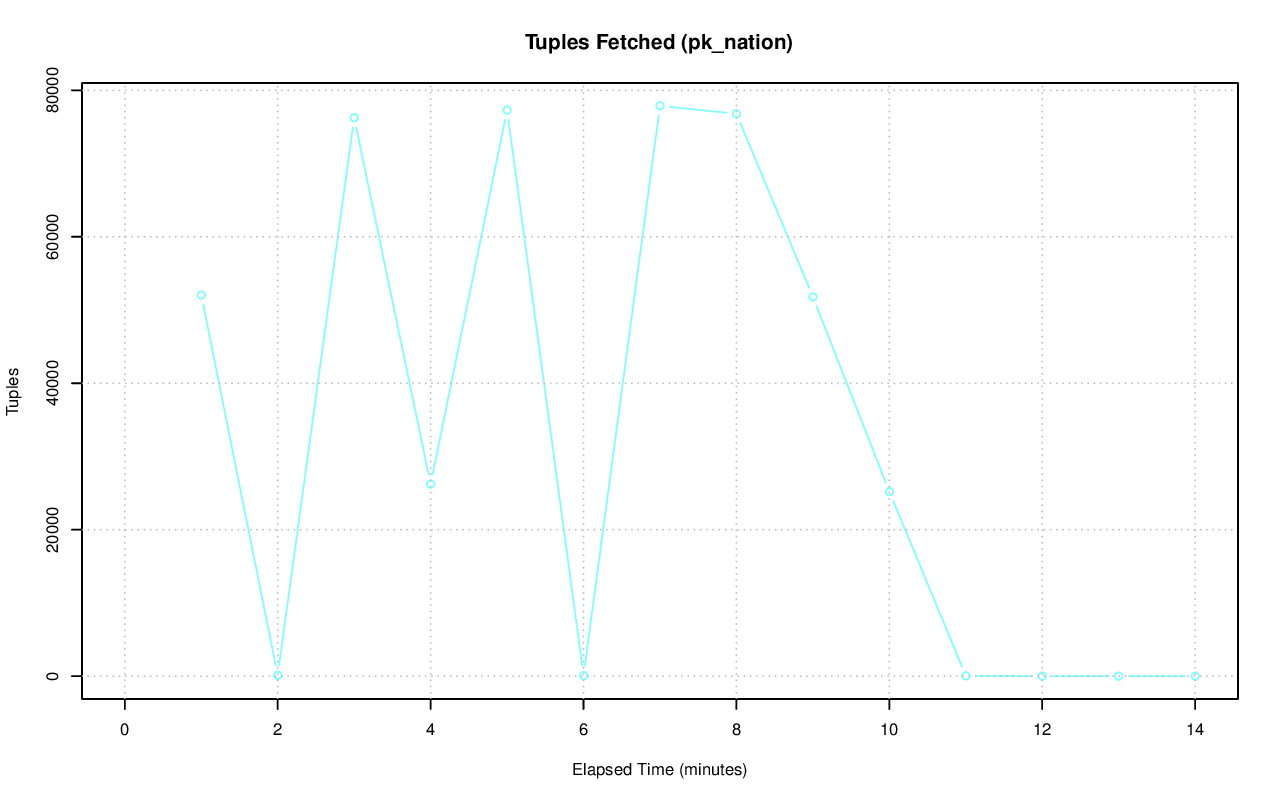 Tuples Fetched (pk_nation)
80000
60000
40000
20000
0
Tuples
0 2 4 6 8 10 12 14
Elapsed Time (minutes)